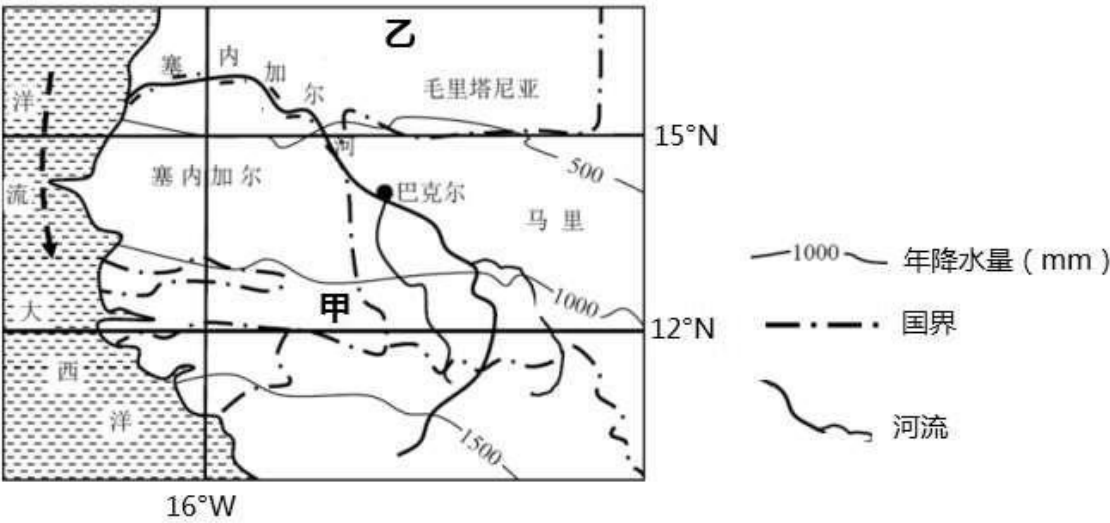 乙
塞内加尔河
毛里塔尼亚
洋流
15°N
500
塞内加尔
巴克尔
马里
1000
年降水量（mm）
1000
甲
国界
12°N
大西洋
河流
1500
16°W